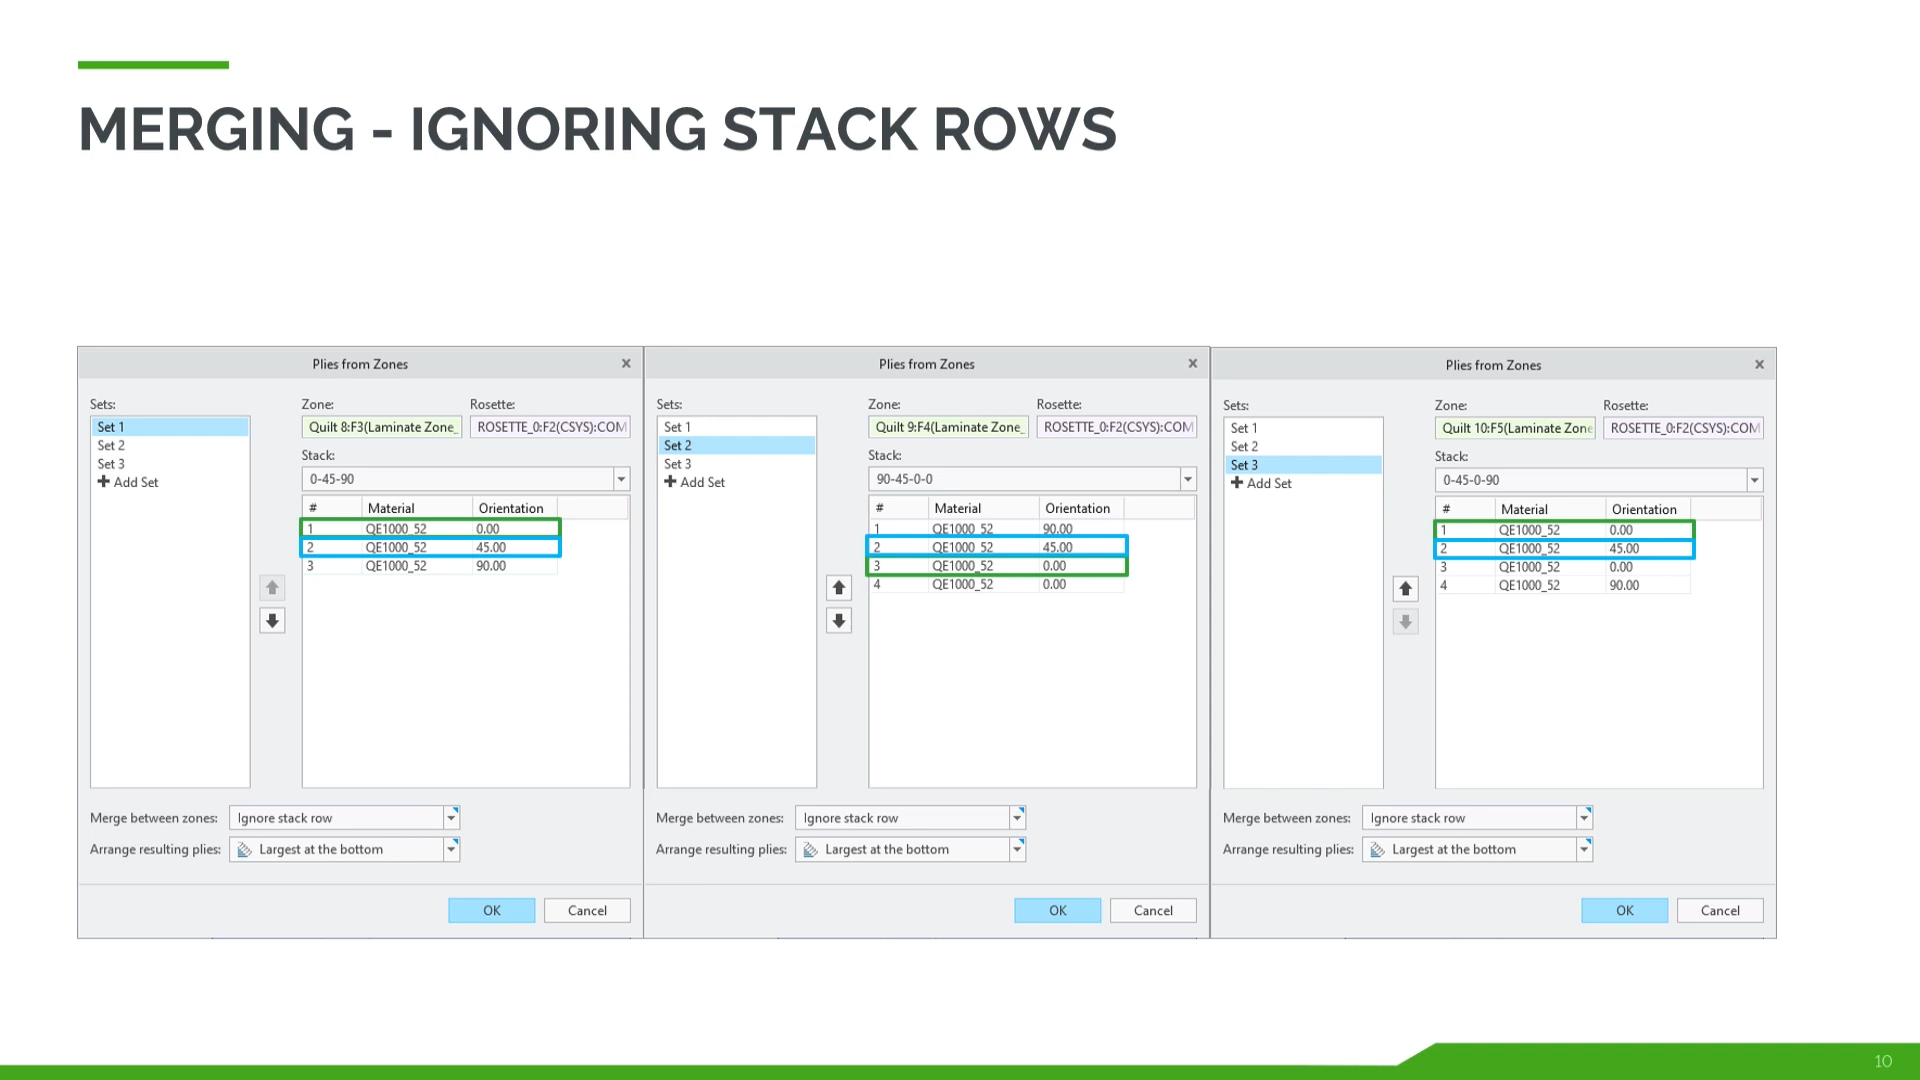 MERGING - IGNORING STACK ROWS
Plies from Zones
Sets:
Set 1
Set 2
Set 3
Add Set
Zone:
Quilt 8:F3(Laminate Zone_
Rosette:
ROSETTE_0:F2(CSYS):COM
Stack:
0-45-90
# Material Orientation
1 QE1000_52 0.00
2 QE1000_52 45.00
3 QE1000_52 90.00
Merge between zones: Ignore stack row
Arrange resulting plies: Largest at the bottom
OK Cancel
Plies from Zones
Sets:
Set 1
Set 2
Set 3
Add Set
Zone:
Quilt 9:F4(Laminate Zone_
Rosette:
ROSETTE_0:F2(CSYS):COM
Stack:
90-45-0-0
# Material Orientation
1 QE1000_52 90.00
2 QE1000_52 45.00
3 QE1000_52 0.00
4 QE1000_52 0.00
Merge between zones: Ignore stack row
Arrange resulting plies: Largest at the bottom
OK Cancel
Plies from Zones
Sets:
Set 1
Set 2
Set 3
Add Set
Zone:
Quilt 10:F5(Laminate Zone
Rosette:
ROSETTE_0:F2(CSYS):COM
Stack:
0-45-0-90
# Material Orientation
1 QE1000_52 0.00
2 QE1000_52 45.00
3 QE1000_52 0.00
4 QE1000_52 90.00
Merge between zones: Ignore stack row
Arrange resulting plies: Largest at the bottom
OK Cancel
10